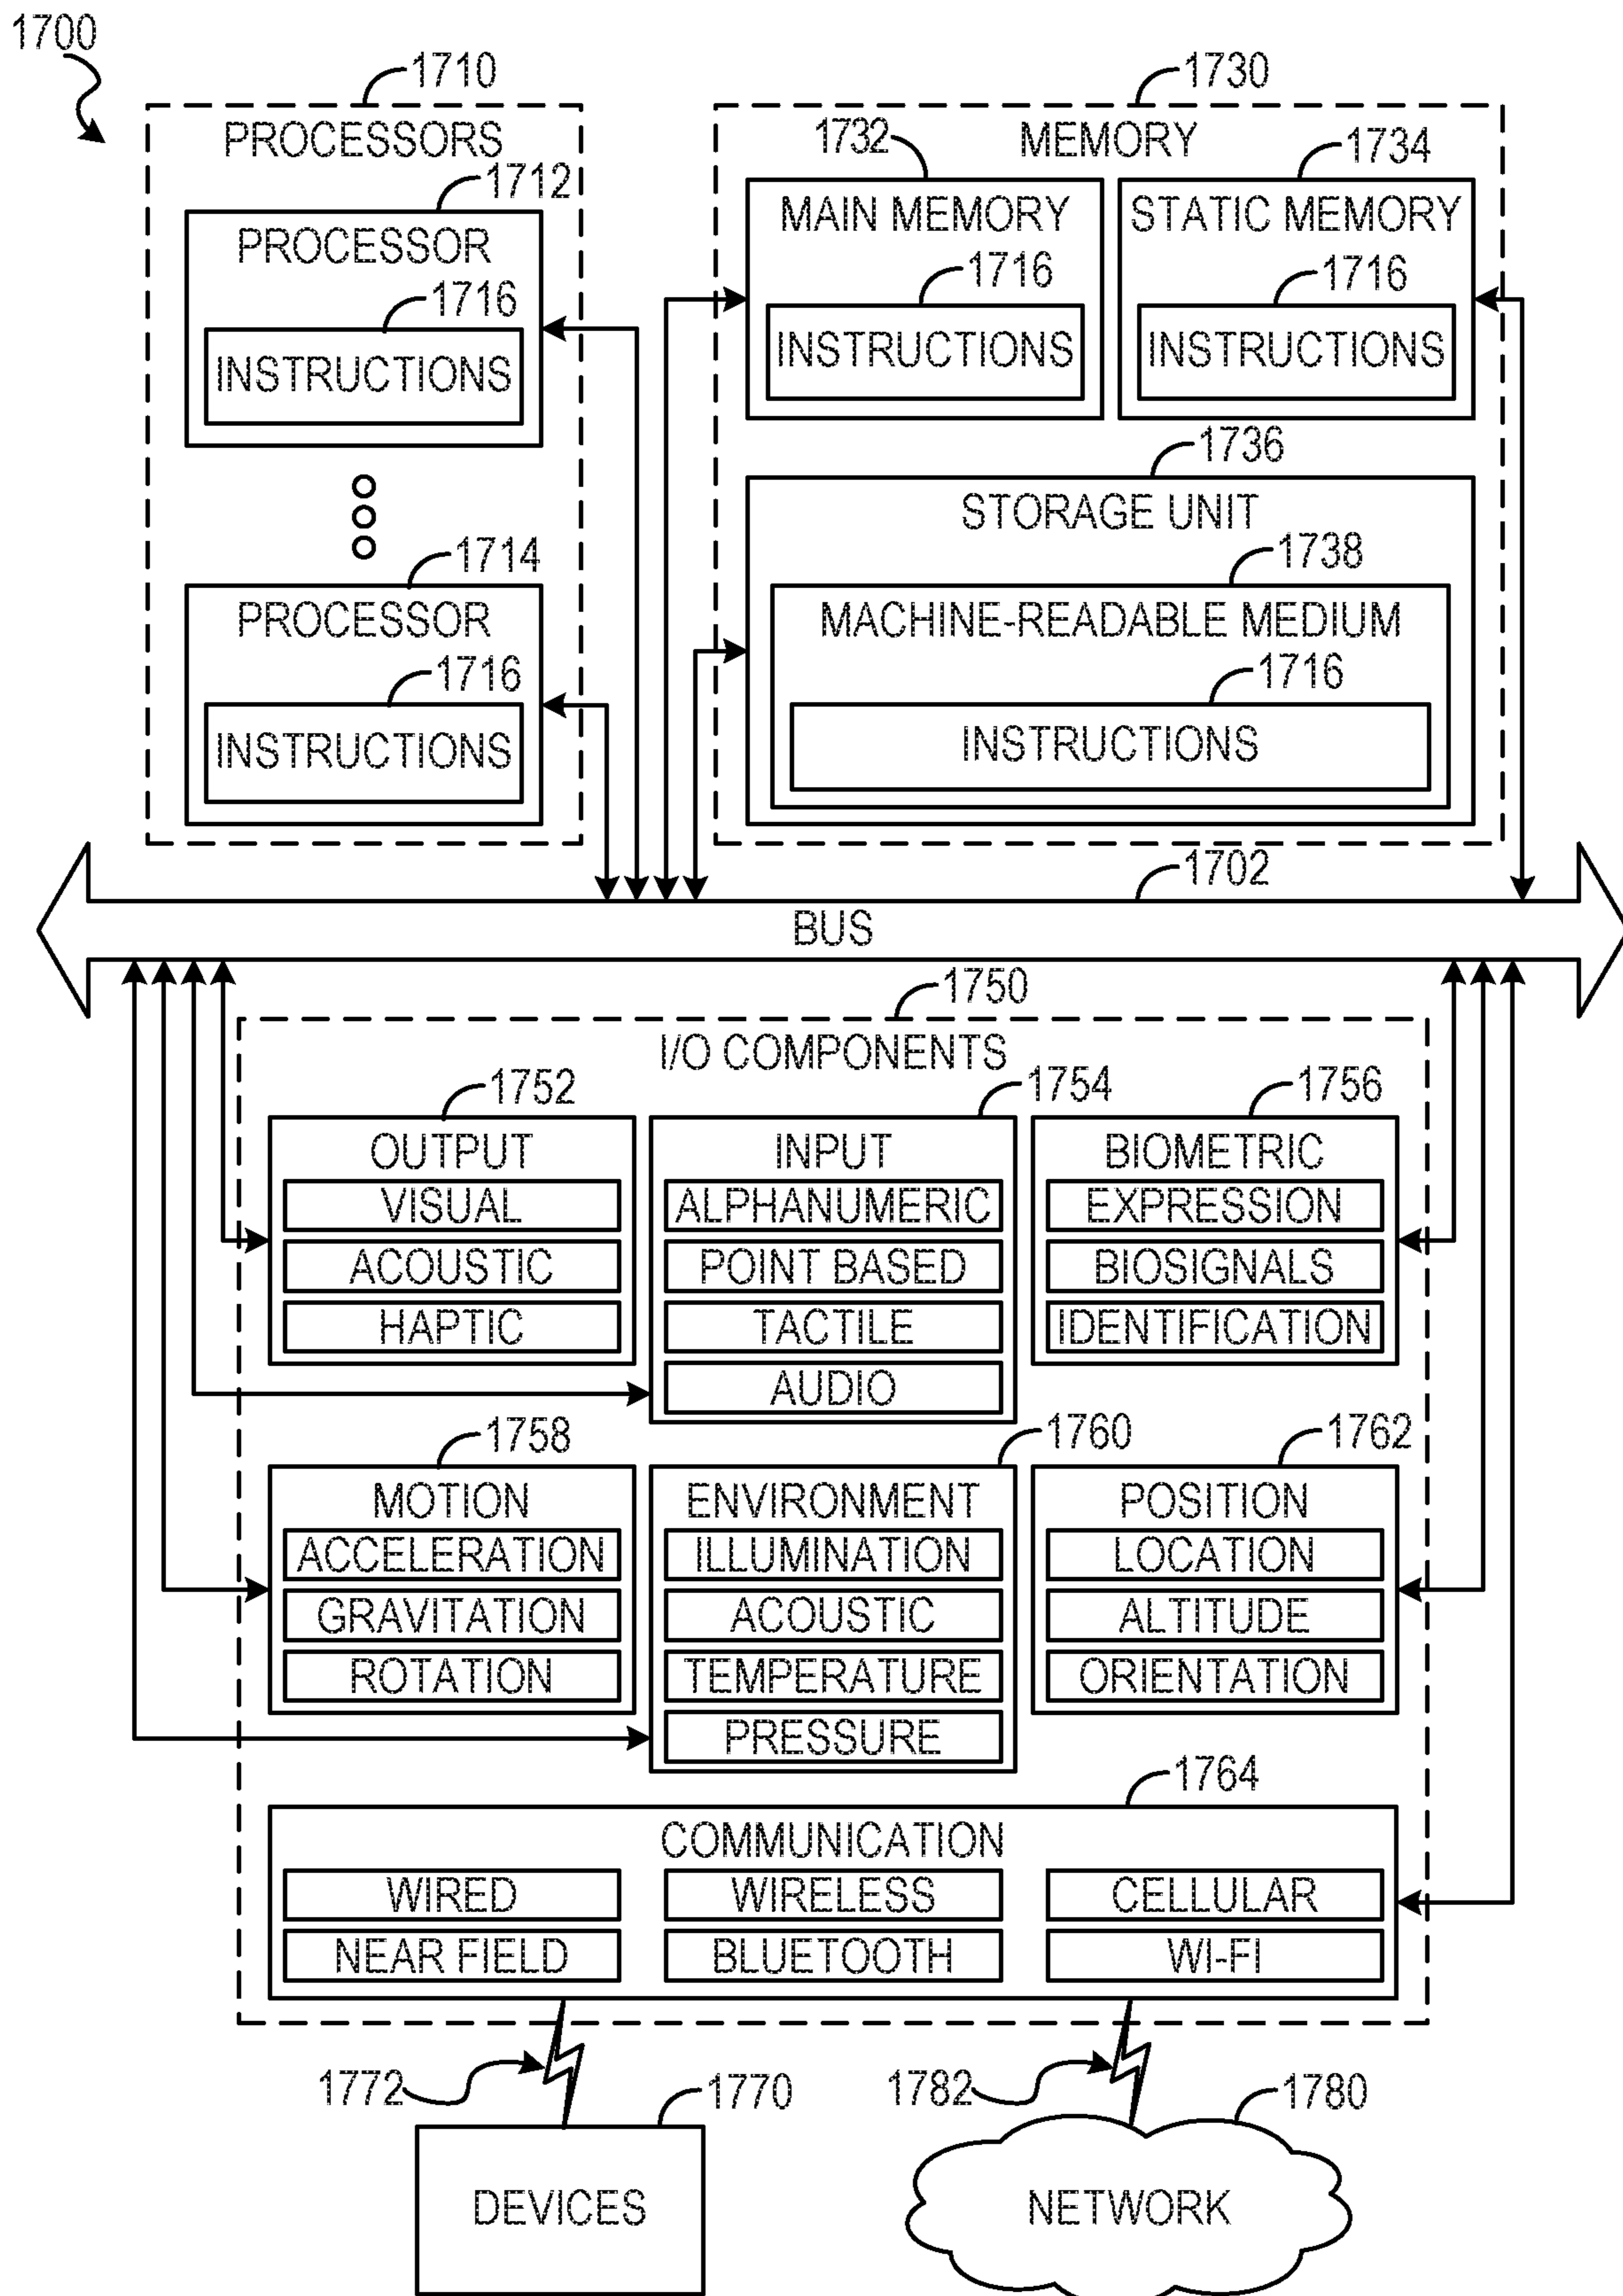 1700
1710
1730
PROCESSORS
1732
MEMORY
1734
1712
MAIN MEMORY
STATIC MEMORY
PROCESSOR
1716
1716
1716
INSTRUCTIONS
INSTRUCTIONS
INSTRUCTIONS
1736
STORAGE UNIT
1714
1738
PROCESSOR
MACHINE-READABLE MEDIUM
1716
1716
INSTRUCTIONS
INSTRUCTIONS
1702
BUS
1750
I/O COMPONENTS
1752
1754
1756
OUTPUT
INPUT
BIOMETRIC
VISUAL
ALPHANUMERIC
EXPRESSION
ACOUSTIC
POINT BASED
BIOSIGNALS
HAPTIC
TACTILE
IDENTIFICATION
AUDIO
1758
1760
1762
MOTION
ENVIRONMENT
POSITION
ACCELERATION
ILLUMINATION
LOCATION
GRAVITATION
ACOUSTIC
ALTITUDE
ROTATION
TEMPERATURE
ORIENTATION
PRESSURE
1764
COMMUNICATION
WIRED
WIRELESS
CELLULAR
NEAR FIELD
BLUETOOTH
WI-FI
1772
1770
1782
1780
DEVICES
NETWORK